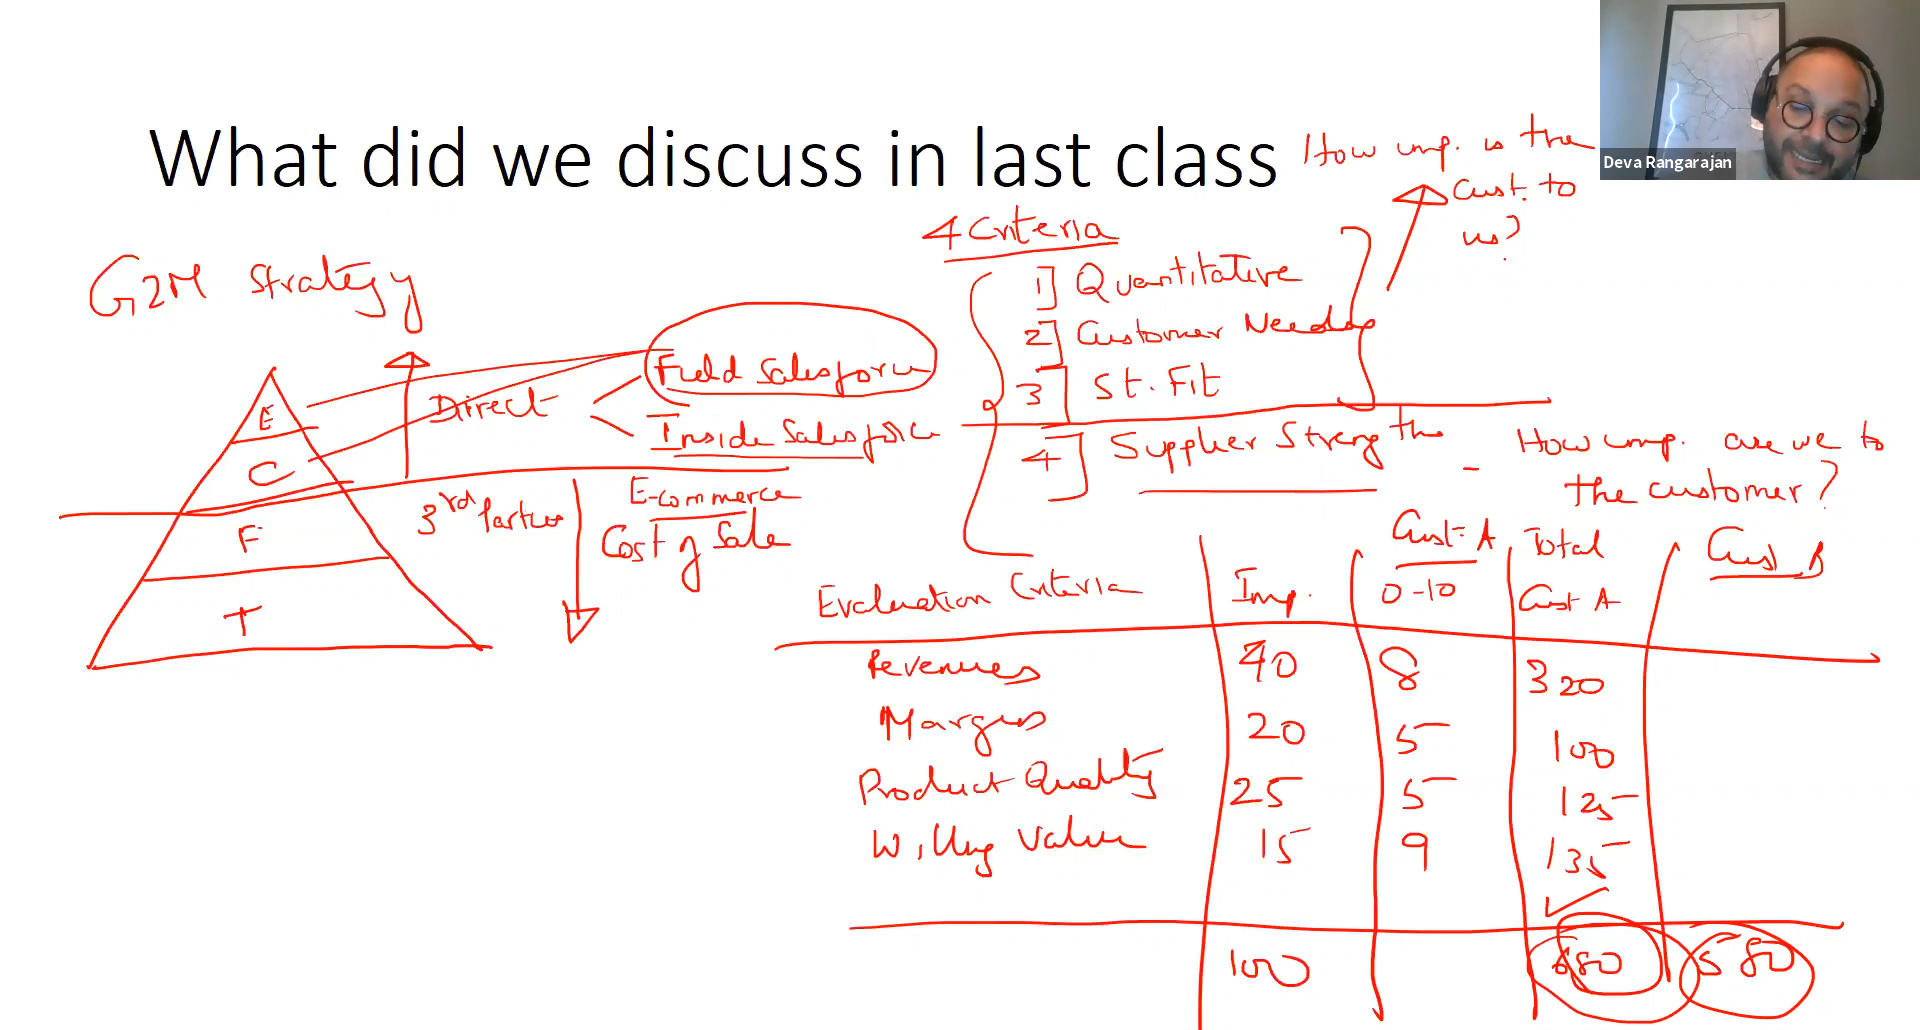 What did we discuss in last class
How imp. is the
Cust. to
us?
Deva Rangarajan
G2M Strategy
4 Criteria
1] Quantitative
2] Customer Needs
3] St. Fit
4] Supplier Strength - How imp. are we to
the customer?
E
C
F
T
Direct
Field Salesforce
Inside Salesforce
3rd Parties
E-commerce
Cost of Sale
Evaluation Criteria Imp. Cust A 0-10 Total Cust A Cust B
Revenues 40 8 320
Margins 20 5 100
Product Quality 25 5 125
Willing Value 15 9 135
100 680 580